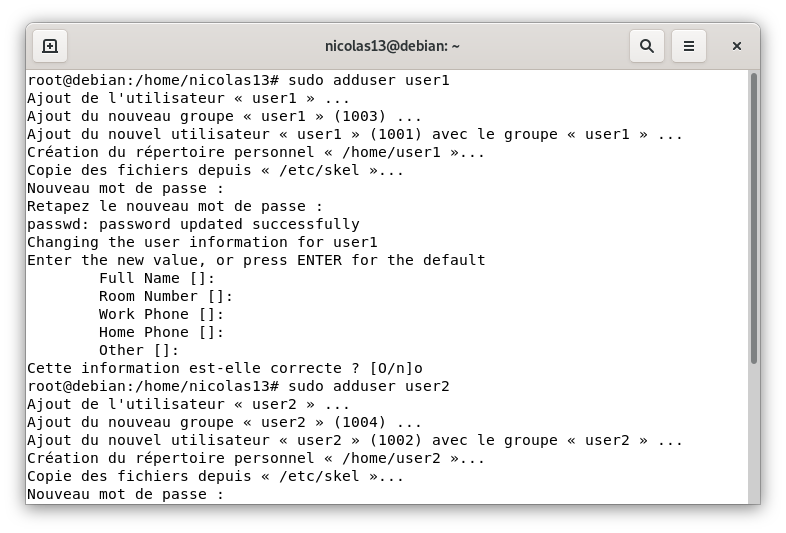 nicolas13@debian: ~
root@debian:/home/nicolas13# sudo adduser user1
Ajout de l'utilisateur « user1 » ...
Ajout du nouveau groupe « user1 » (1003) ...
Ajout du nouvel utilisateur « user1 » (1001) avec le groupe « user1 » ...
Création du répertoire personnel « /home/user1 »...
Copie des fichiers depuis « /etc/skel »...
Nouveau mot de passe :
Retapez le nouveau mot de passe :
passwd: password updated successfully
Changing the user information for user1
Enter the new value, or press ENTER for the default
        Full Name []:
        Room Number []:
        Work Phone []:
        Home Phone []:
        Other []:
Cette information est-elle correcte ? [O/n]o
root@debian:/home/nicolas13# sudo adduser user2
Ajout de l'utilisateur « user2 » ...
Ajout du nouveau groupe « user2 » (1004) ...
Ajout du nouvel utilisateur « user2 » (1002) avec le groupe « user2 » ...
Création du répertoire personnel « /home/user2 »...
Copie des fichiers depuis « /etc/skel »...
Nouveau mot de passe :